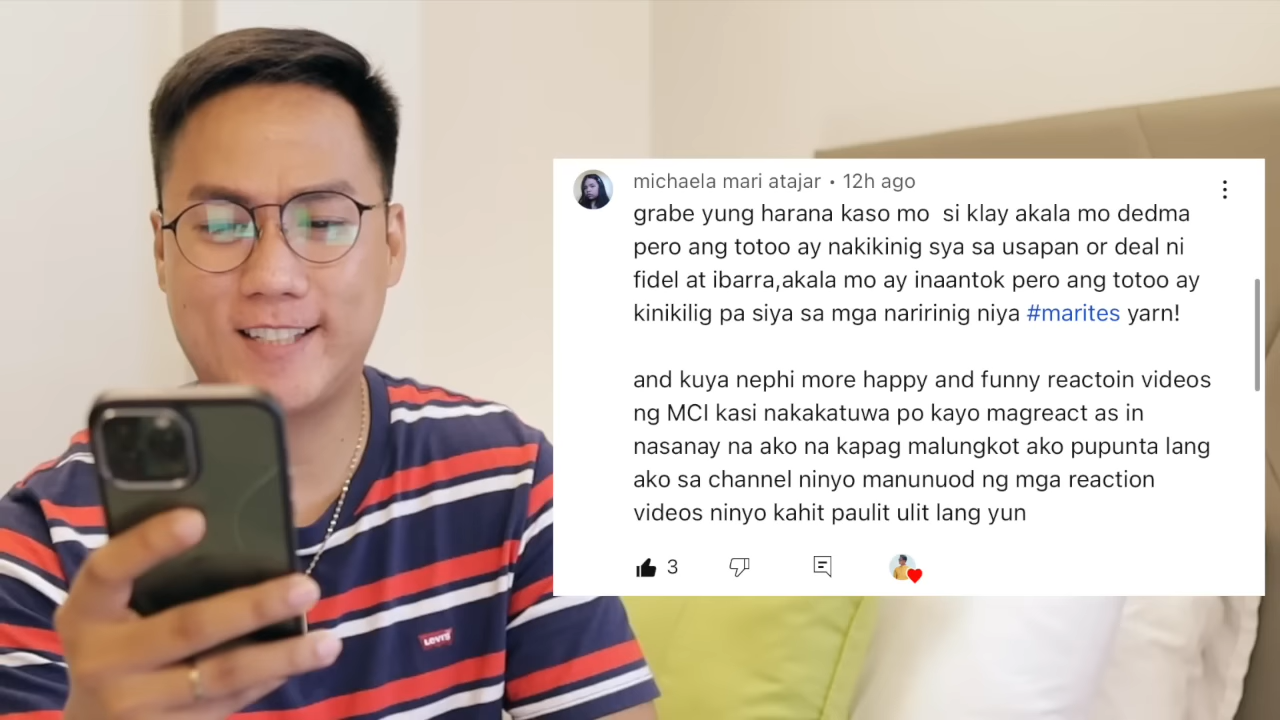 michaela mari atajar • 12h ago
grabe yung harana kaso mo  si klay akala mo dedma
pero ang totoo ay nakikinig sya sa usapan or deal ni
fidel at ibarra,akala mo ay inaantok pero ang totoo ay
kinikilig pa siya sa mga naririnig niya #marites yarn!
and kuya nephi more happy and funny reactoin videos
ng MCI kasi nakakatuwa po kayo magreact as in
nasanay na ako na kapag malungkot ako pupunta lang
ako sa channel ninyo manunuod ng mga reaction
videos ninyo kahit paulit ulit lang yun
3
Levi's